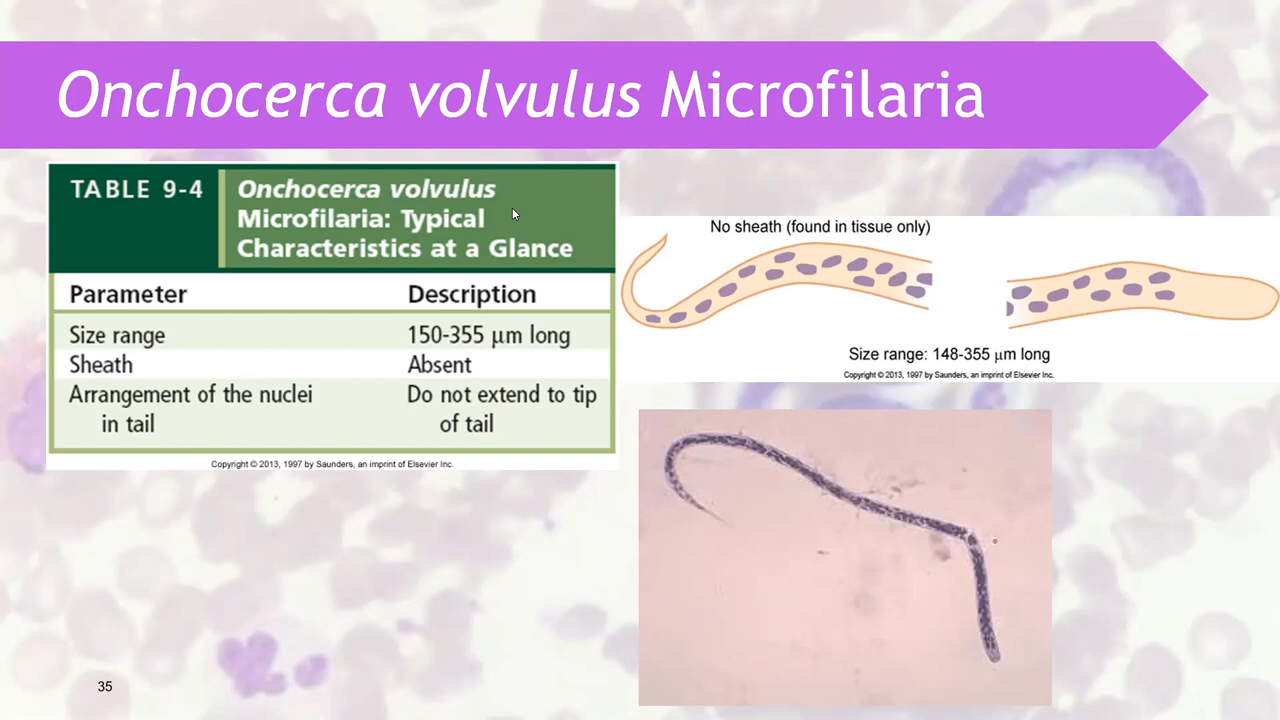 Onchocerca volvulus Microfilaria
TABLE 9-4
Onchocerca volvulus
Microfilaria: Typical
Characteristics at a Glance
Parameter Description
Size range 150-355 μm long
Sheath Absent
Arrangement of the nuclei Do not extend to tip
in tail of tail
Copyright © 2013, 1997 by Saunders, an imprint of Elsevier Inc.
No sheath (found in tissue only)
Size range: 148-355 μm long
Copyright © 2013, 1997 by Saunders, an imprint of Elsevier Inc.
35